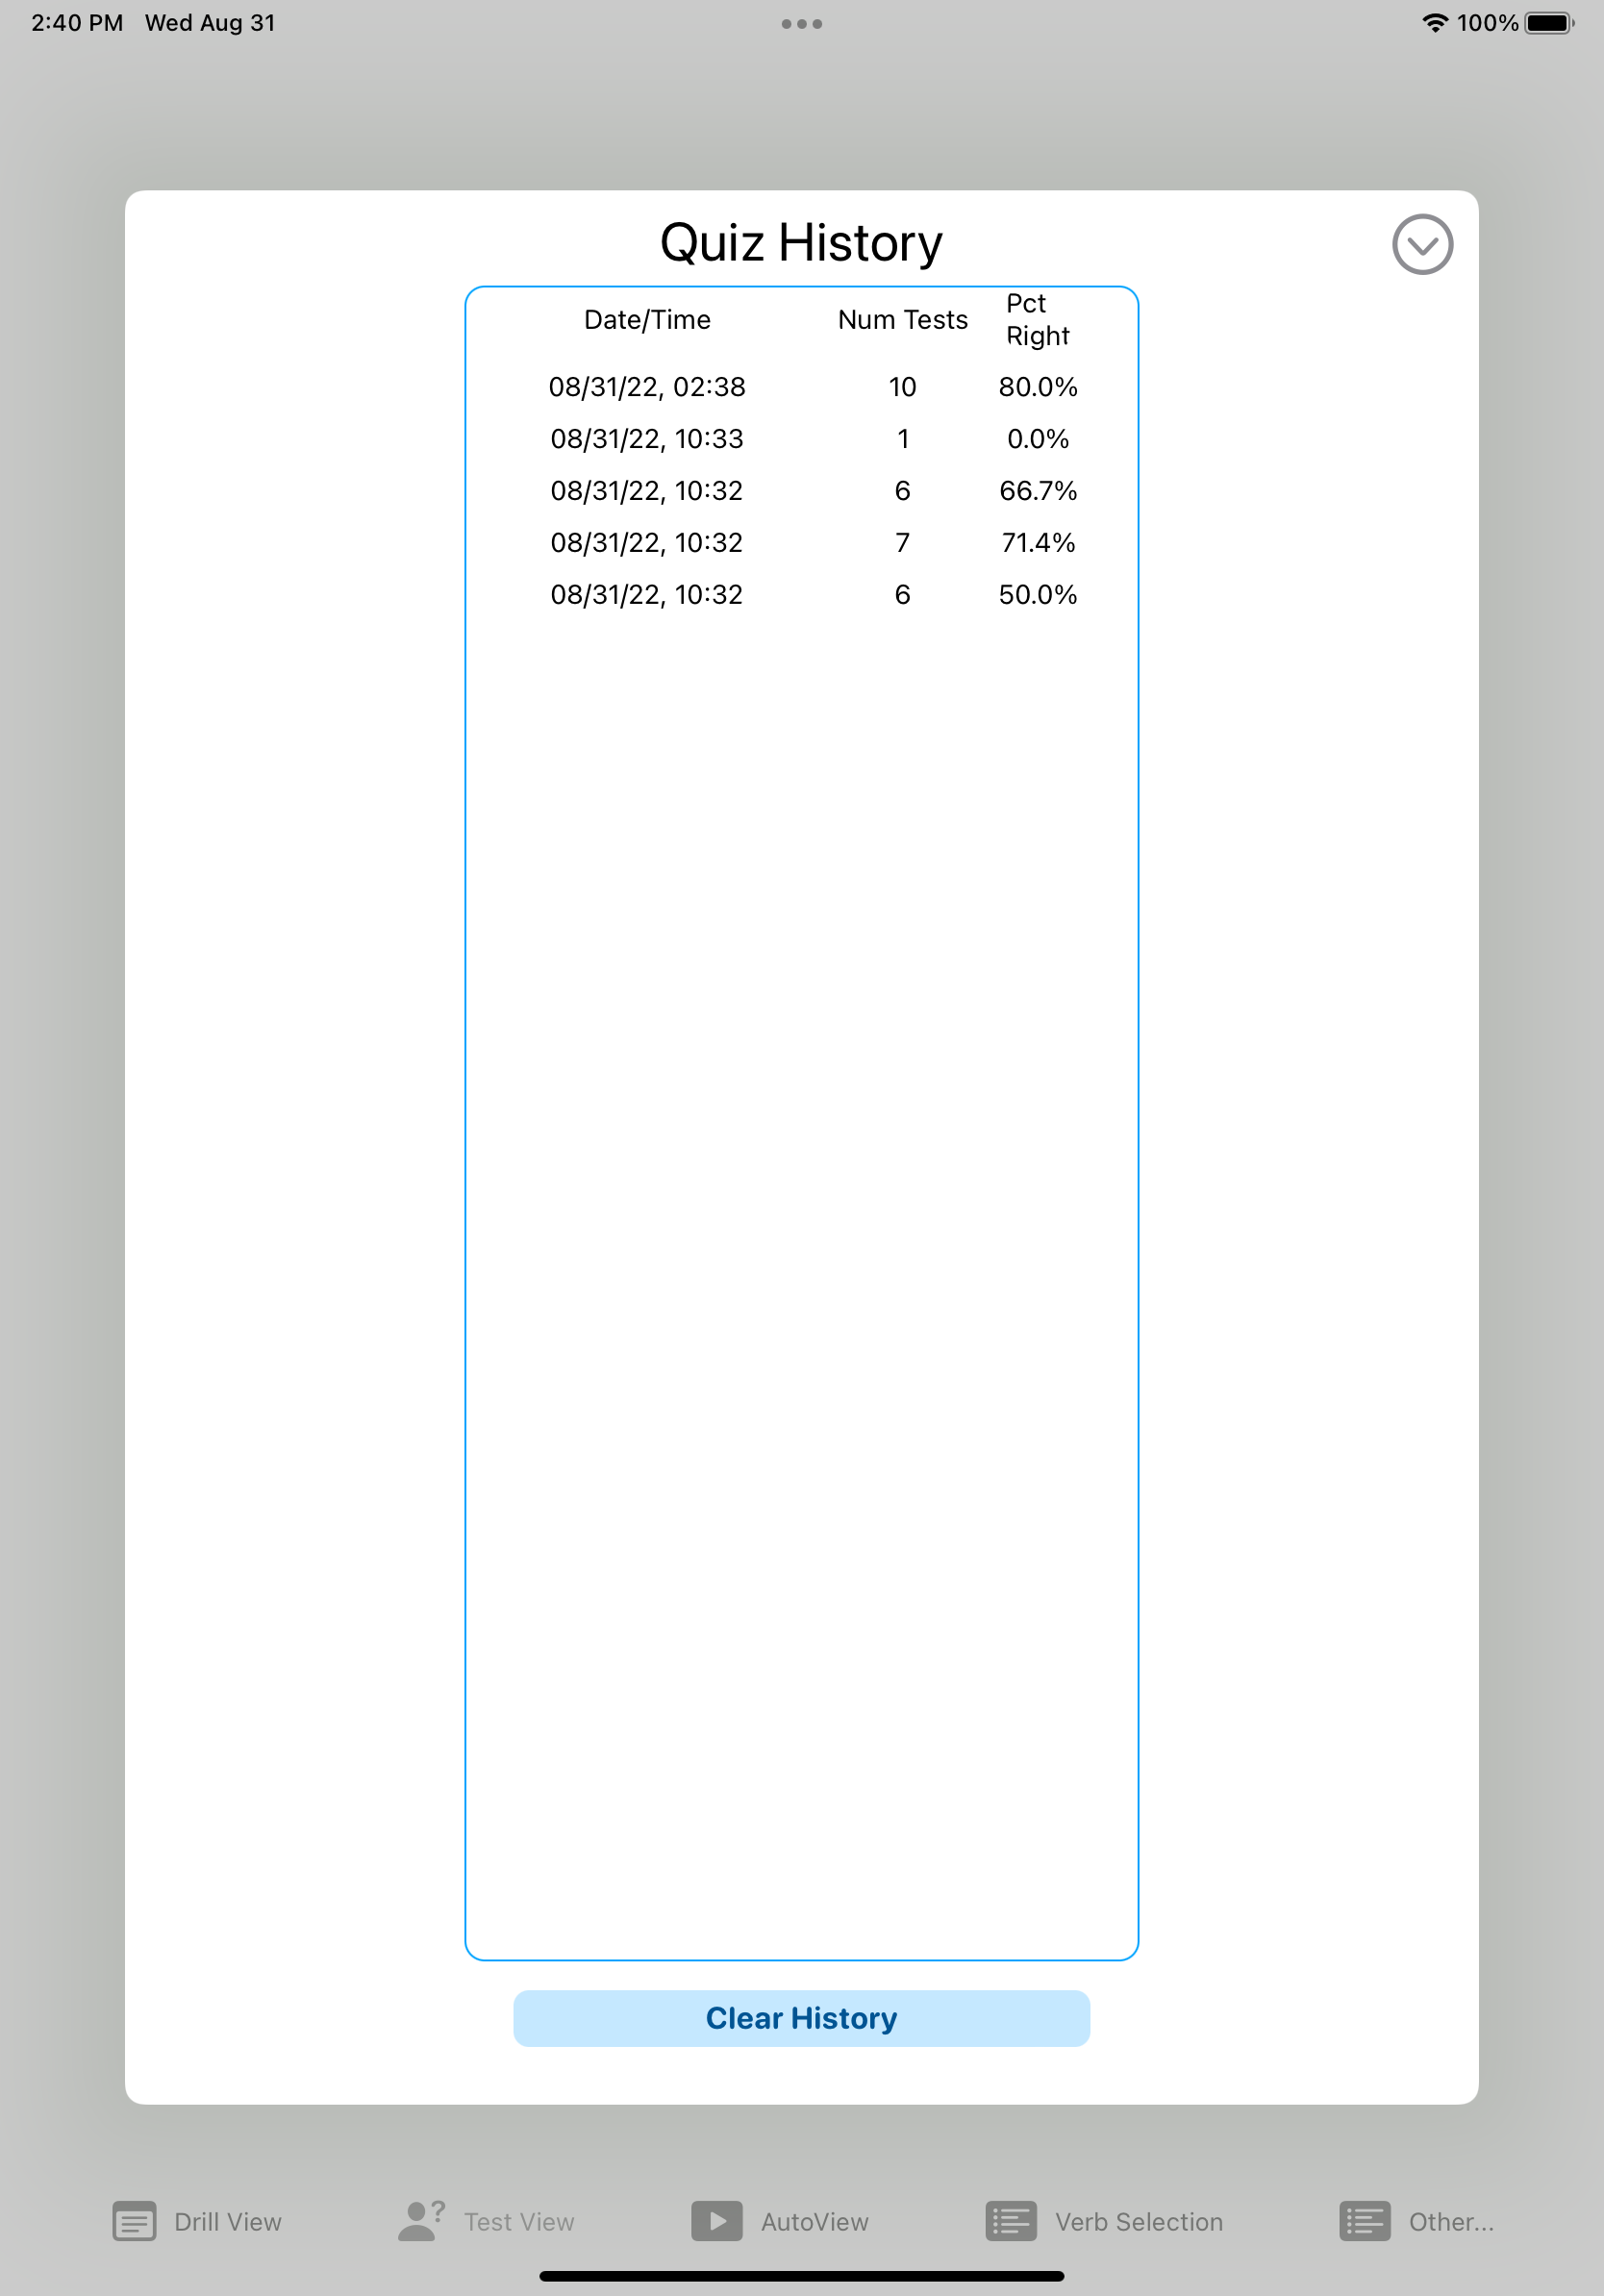 2:40 PM Wed Aug 31
100%
Quiz History
Date/Time Num Tests Pct Right
08/31/22, 02:38 10 80.0%
08/31/22, 10:33 1 0.0%
08/31/22, 10:32 6 66.7%
08/31/22, 10:32 7 71.4%
08/31/22, 10:32 6 50.0%
Clear History
Drill View Test View AutoView Verb Selection Other...